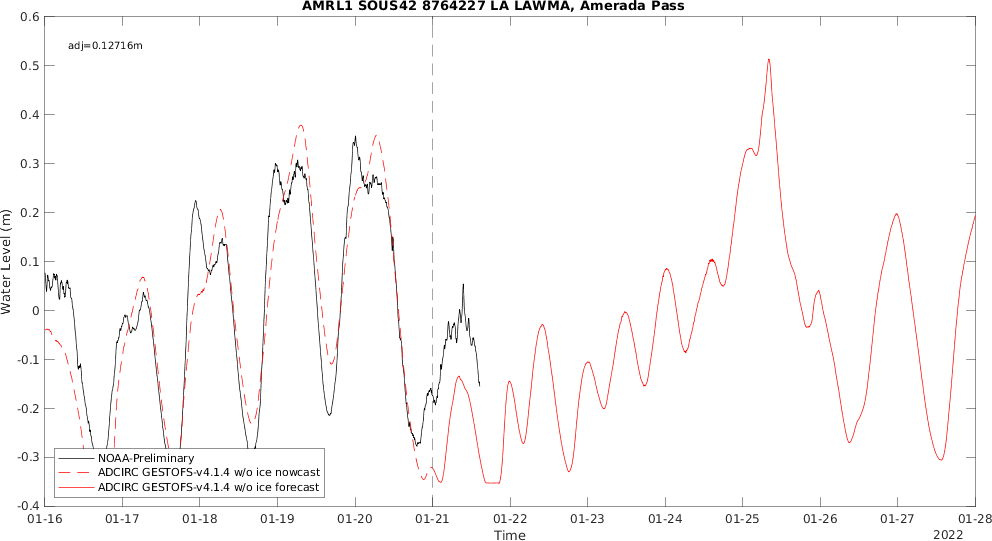 AMRL1 SOUS42 8764227 LA LAWMA, Amerada Pass
adj=0.12716m
0.6
0.5
0.4
0.3
0.2
0.1
0
-0.1
-0.2
-0.3
-0.4
Water Level (m)
NOAA-Preliminary
ADCIRC GESTOFS-v4.1.4 w/o ice nowcast
ADCIRC GESTOFS-v4.1.4 w/o ice forecast
01-16 01-17 01-18 01-19 01-20 01-21 01-22 01-23 01-24 01-25 01-26 01-27 01-28
Time
2022